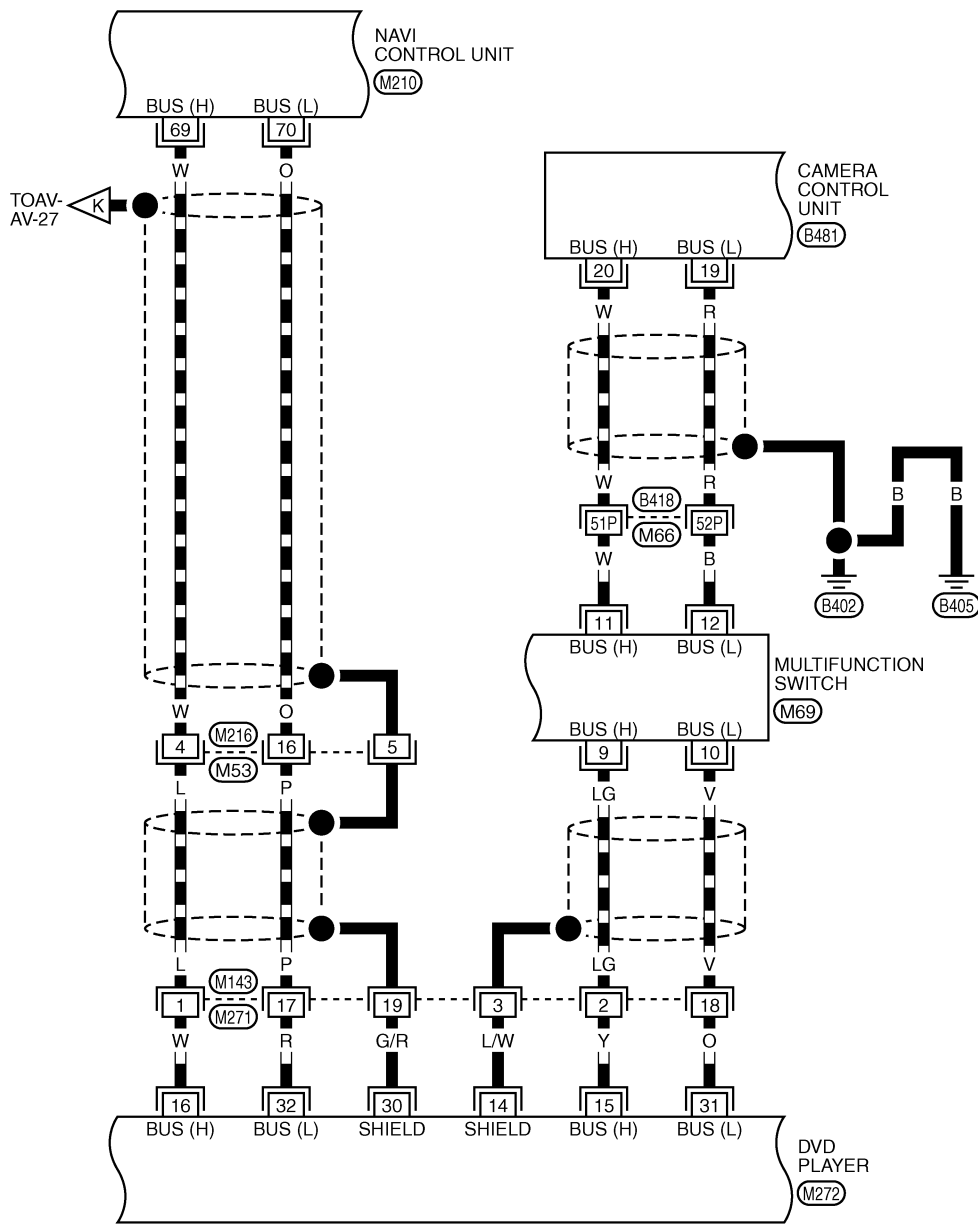 NAVI
CONTROL UNIT
M210
BUS (H) BUS (L)
69 70
W O
TOAV-
AV-27
K
CAMERA
CONTROL
UNIT
B481
BUS (H) BUS (L)
20 19
W R
W R
B418
51P 52P
M66
W B
B B
B402 B405
11 12
BUS (H) BUS (L)
MULTIFUNCTION
SWITCH
M69
BUS (H) BUS (L)
9 10
LG V
W O
M216
4 16 5
M53
L P
L P LG V
M143
1 17 19 3 2 18
M271
W R G/R L/W Y O
16 32 30 14 15 31
BUS (H) BUS (L) SHIELD SHIELD BUS (H) BUS (L)
DVD
PLAYER
M272